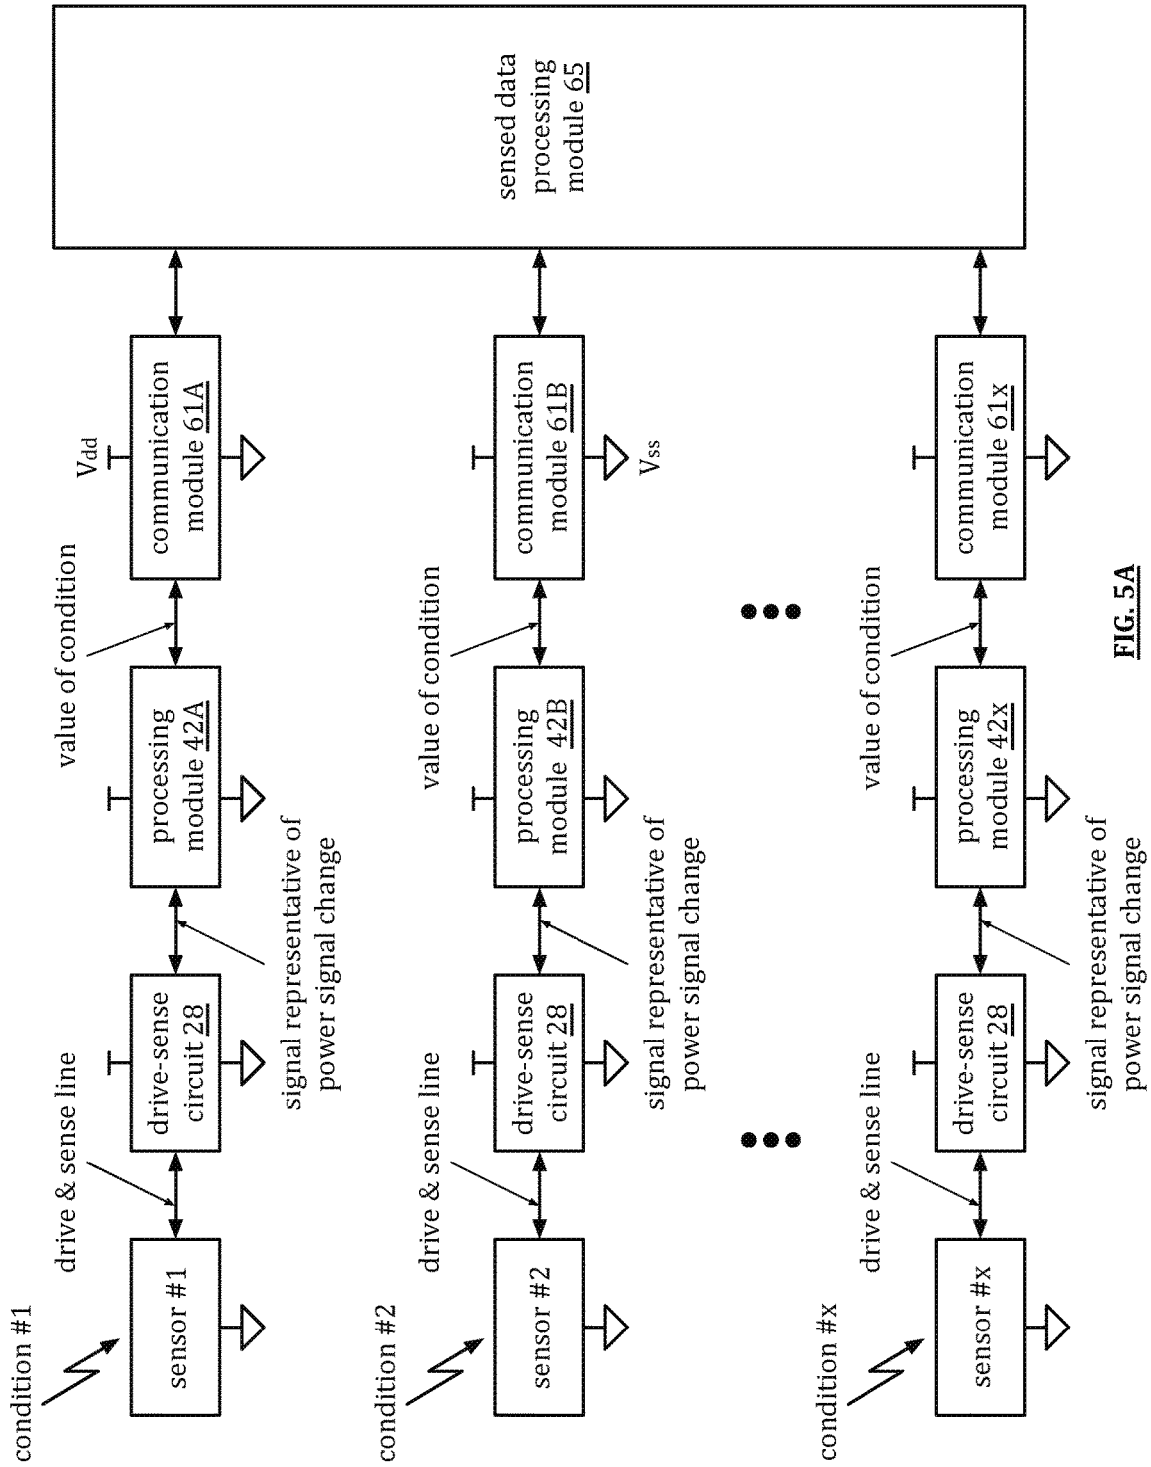 condition #1
drive & sense line
value of condition
Vdd
sensor #1
drive-sense
circuit 28
processing
module 42A
communication
module 61A
signal representative of
power signal change
condition #2
drive & sense line
value of condition
sensor #2
drive-sense
circuit 28
processing
module 42B
communication
module 61B
Vss
signal representative of
power signal change
sensed data
processing
module 65
condition #x
drive & sense line
value of condition
sensor #x
drive-sense
circuit 28
processing
module 42x
communication
module 61x
signal representative of
power signal change
FIG. 5A